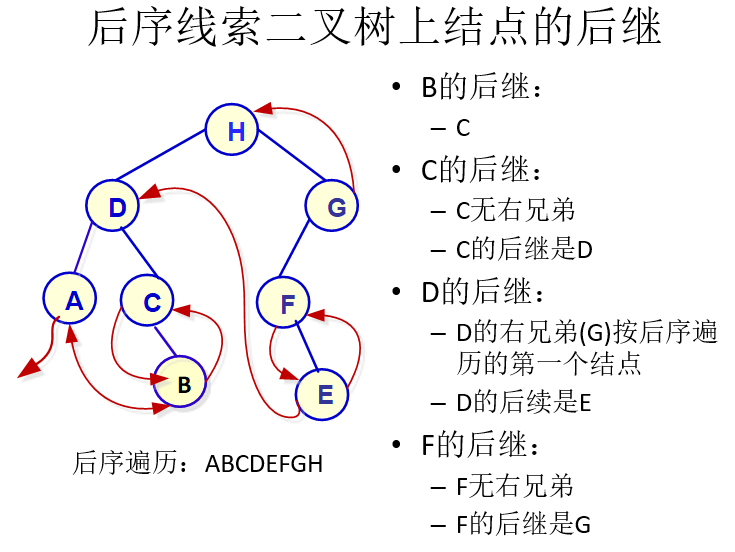 后序线索二叉树上结点的后继
H
D
G
A
C
F
B
E
后序遍历：ABCDEFGH
• B的后继：
– C
• C的后继：
– C无右兄弟
– C的后继是D
• D的后继：
– D的右兄弟(G)按后序遍
历的第一个结点
– D的后续是E
• F的后继：
– F无右兄弟
– F的后继是G